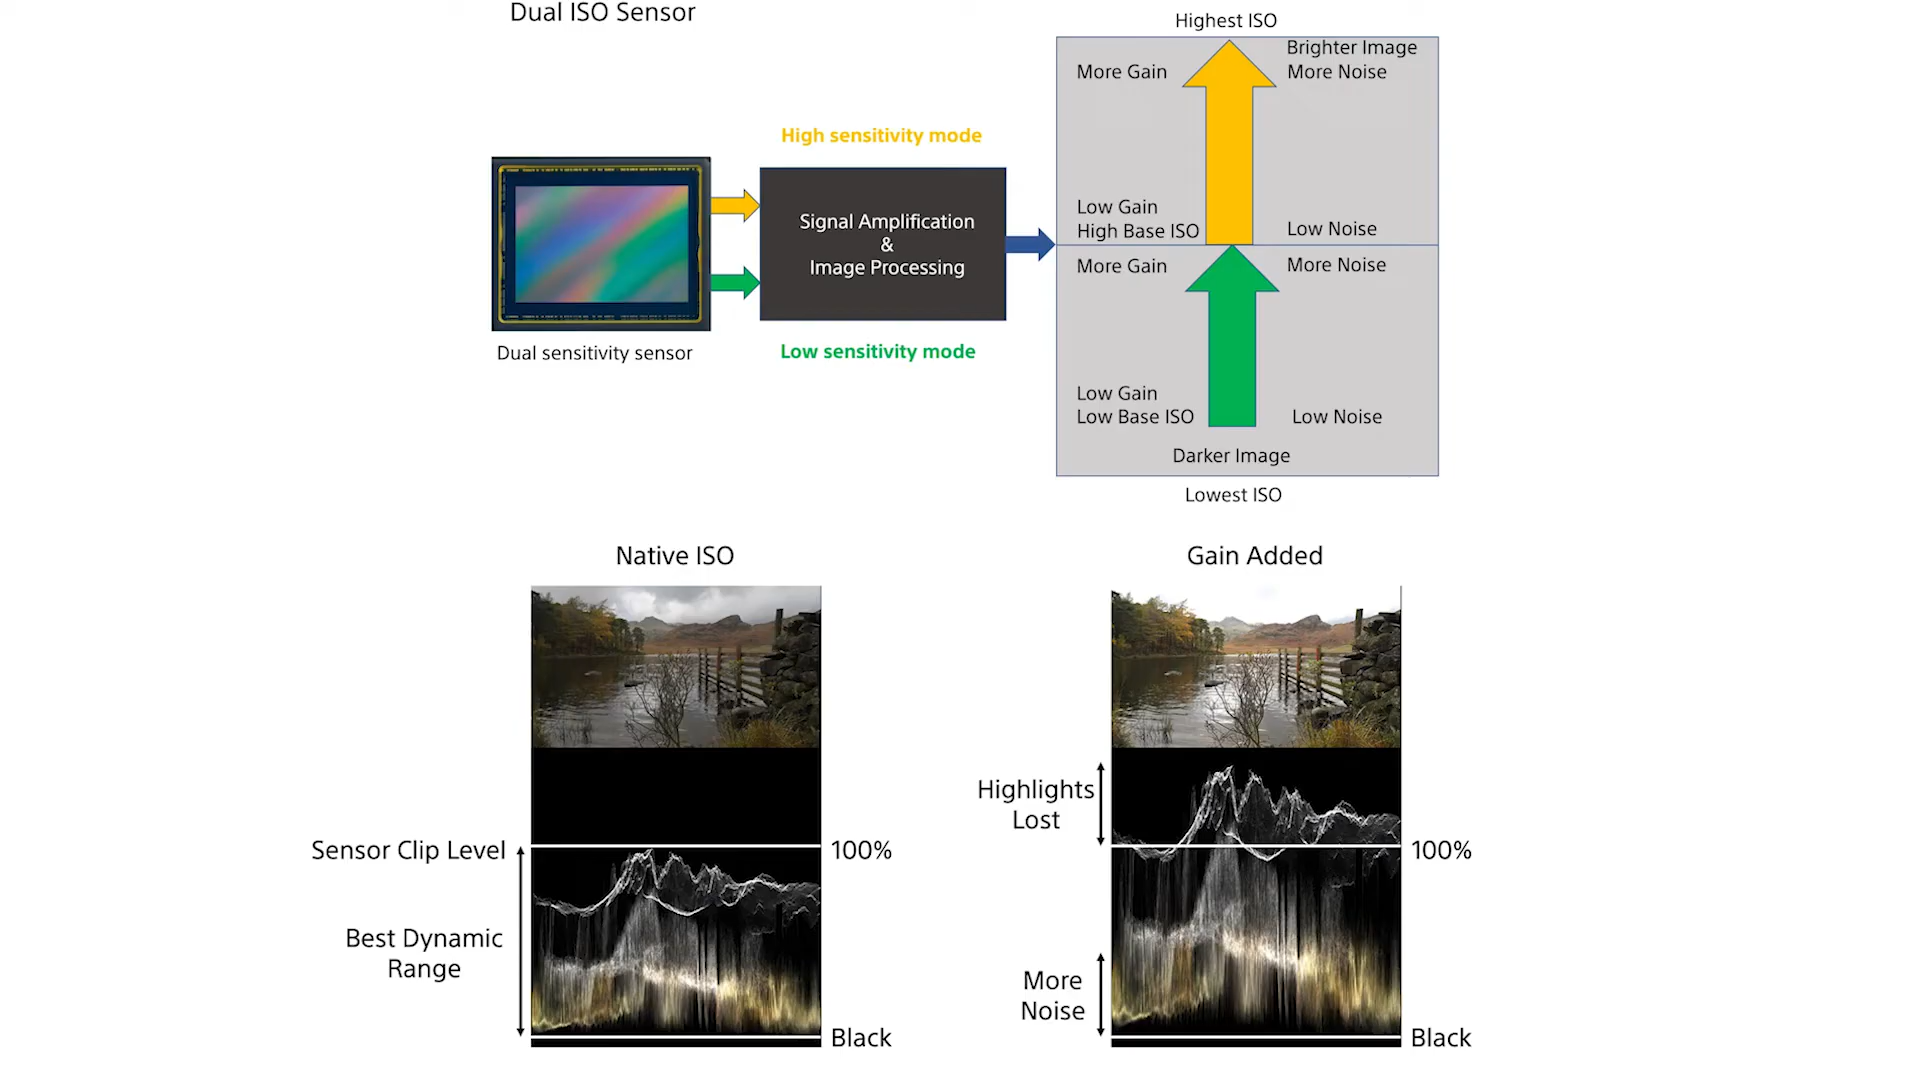 Dual ISO Sensor
Highest ISO
Brighter Image
More Gain
More Noise
High sensitivity mode
Signal Amplification
&
Image Processing
Low Gain
High Base ISO
Low Noise
More Gain
More Noise
Dual sensitivity sensor
Low sensitivity mode
Low Gain
Low Base ISO
Low Noise
Darker Image
Lowest ISO
Native ISO
Gain Added
Sensor Clip Level
100%
Best Dynamic
Range
Black
Highlights
Lost
100%
More
Noise
Black